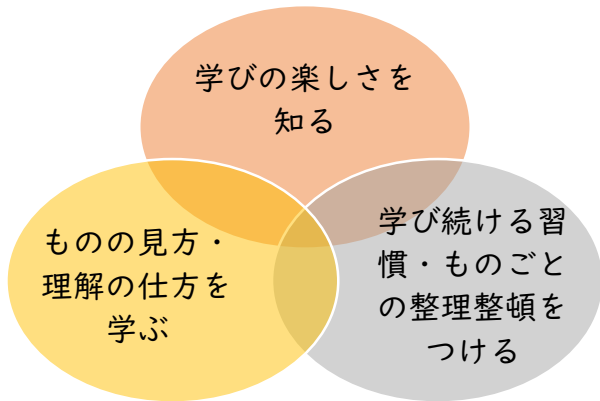 学びの楽しさを
知る
ものの見方・
理解の仕方を
学ぶ
学び続ける習
慣・ものごと
の整理整頓を
つける